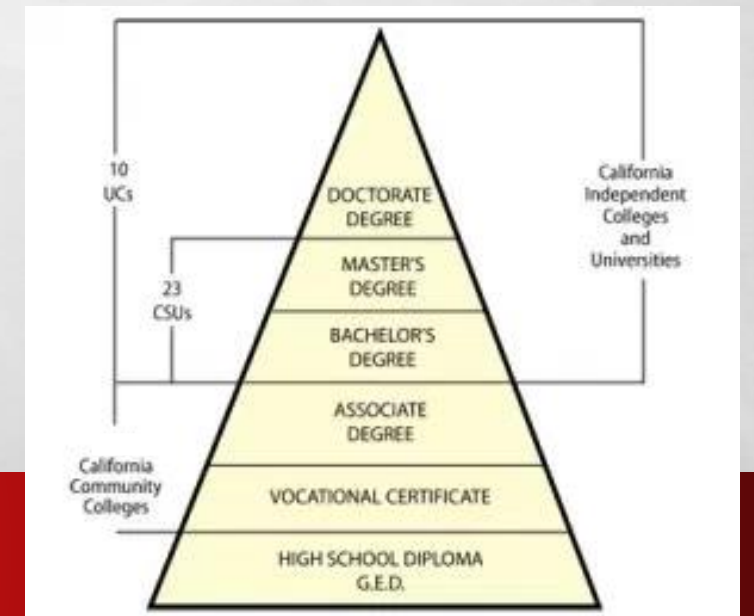 10
UCs
California
Independent
Colleges
and
Universities
DOCTORATE
DEGREE
MASTER'S
DEGREE
23
CSUs
BACHELOR'S
DEGREE
ASSOCIATE
DEGREE
California
Community
Colleges
VOCATIONAL CERTIFICATE
HIGH SCHOOL DIPLOMA
G.E.D.